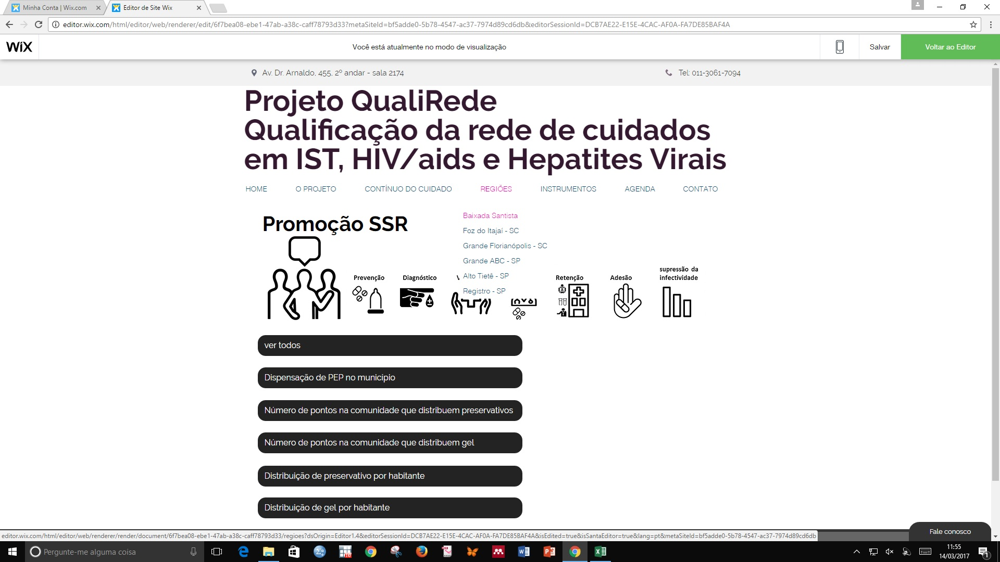 Minha Conta | Wix.com
Editor de Site Wix
editor.wix.com/html/editor/web/renderer/edit/6f7bea08-ebe1-47ab-a38c-caff78793d33?metaSiteId=bf5adde0-5b78-4547-ac37-7974d89cd6db&editorSessionId=DCB7AE22-E15E-4CAC-AF0A-FA7DE85BAF4A
WiX
Você está atualmente no modo de visualização
Salvar
Voltar ao Editor
Av. Dr. Arnaldo, 455, 2º andar - sala 2174
Tel: 011-3061-7094
Projeto QualiRede
Qualificação da rede de cuidados
em IST, HIV/aids e Hepatites Virais
HOME O PROJETO CONTÍNUO DO CUIDADO REGIÕES INSTRUMENTOS AGENDA CONTATO
Promoção SSR
Baixada Santista
Foz do Itajaí - SC
Grande Florianópolis - SC
Grande ABC - SP
Alto Tietê - SP
Registro - SP
Prevenção
Diagnóstico
Retenção
Adesão
supressão da
infectividade
ver todos
Dispensação de PEP no município
Número de pontos na comunidade que distribuem preservativos
Número de pontos na comunidade que distribuem gel
Distribuição de preservativo por habitante
Distribuição de gel por habitante
editor.wix.com/html/editor/web/renderer/render/document/6f7bea08-ebe1-47ab-a38c-caff78793d33/regioes?dsOrigin=Editor1.4&editorSessionId=DCB7AE22-E15E-4CAC-AF0A-FA7DE85BAF4A&isEdited=true&isSantaEditor=true&lang=pt&metaSiteId=bf5adde0-5b78-4547-ac37-7974d89cd6db
Fale conosco
Pergunte-me alguma coisa
11:55
14/03/2017
1